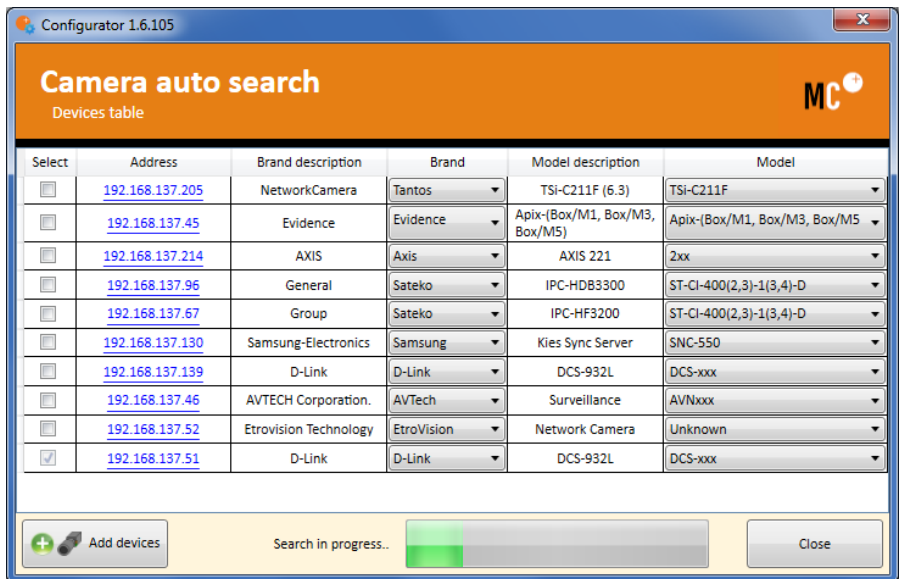 Configurator 1.6.105
x
Camera auto search
Devices table
MC+
Select Address Brand description Brand Model description Model
192.168.137.205 NetworkCamera Tantos TSi-C211F (6.3) TSi-C211F
192.168.137.45 Evidence Evidence Apix-(Box/M1, Box/M3, Box/M5) Apix-(Box/M1, Box/M3, Box/M5
192.168.137.214 AXIS Axis AXIS 221 2xx
192.168.137.96 General Sateko IPC-HDB3300 ST-CI-400(2,3)-1(3,4)-D
192.168.137.67 Group Sateko IPC-HF3200 ST-CI-400(2,3)-1(3,4)-D
192.168.137.130 Samsung-Electronics Samsung Kies Sync Server SNC-550
192.168.137.139 D-Link D-Link DCS-932L DCS-xxx
192.168.137.46 AVTECH Corporation. AVTech Surveillance AVNxxx
192.168.137.52 Etrovision Technology EtroVision Network Camera Unknown
192.168.137.51 D-Link D-Link DCS-932L DCS-xxx
Add devices Search in progress.. Close